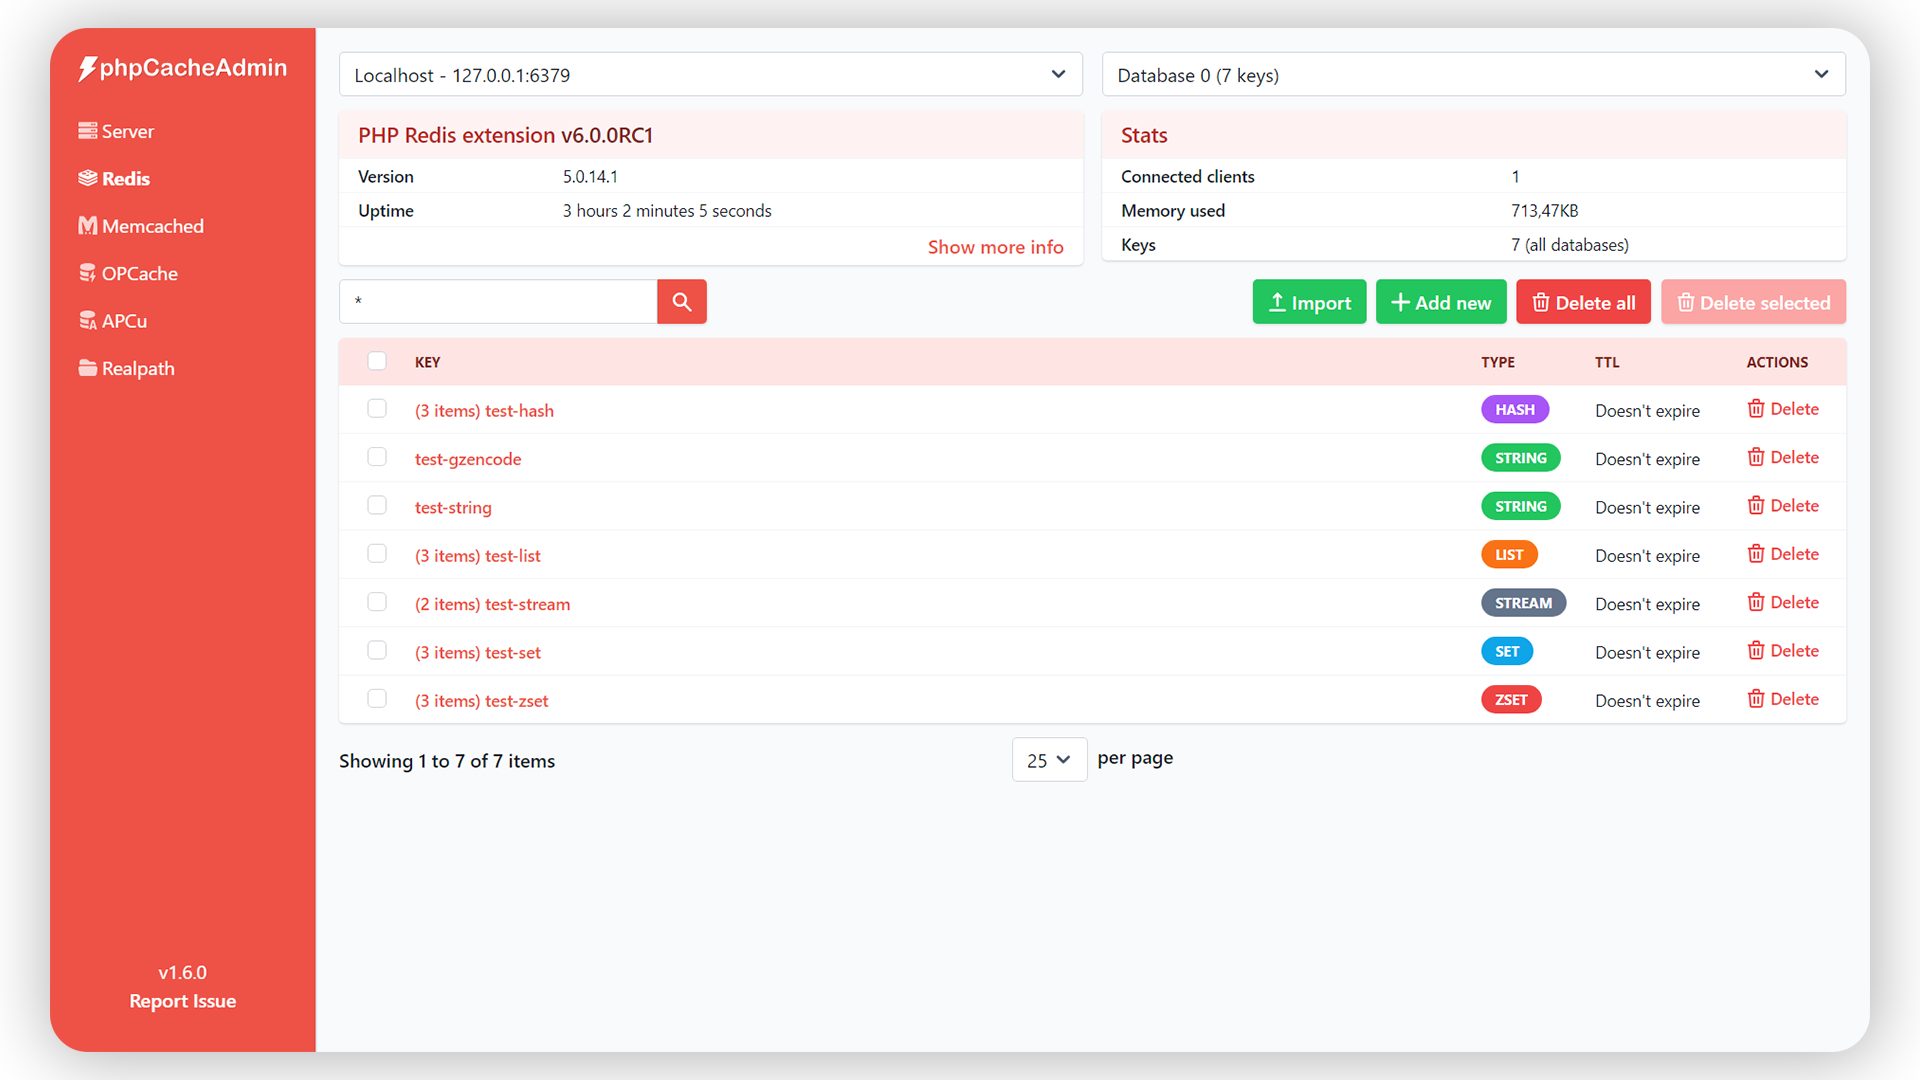 phpCacheAdmin
Server
Redis
Memcached
OPCache
APCu
Realpath
v1.6.0
Report Issue
Localhost - 127.0.0.1:6379
Database 0 (7 keys)
PHP Redis extension v6.0.0RC1
Version 5.0.14.1
Uptime 3 hours 2 minutes 5 seconds
Show more info
Stats
Connected clients 1
Memory used 713,47KB
Keys 7 (all databases)
*
Import
Add new
Delete all
Delete selected
KEY TYPE TTL ACTIONS
(3 items) test-hash HASH Doesn't expire Delete
test-gzencode STRING Doesn't expire Delete
test-string STRING Doesn't expire Delete
(3 items) test-list LIST Doesn't expire Delete
(2 items) test-stream STREAM Doesn't expire Delete
(3 items) test-set SET Doesn't expire Delete
(3 items) test-zset ZSET Doesn't expire Delete
Showing 1 to 7 of 7 items
25 per page